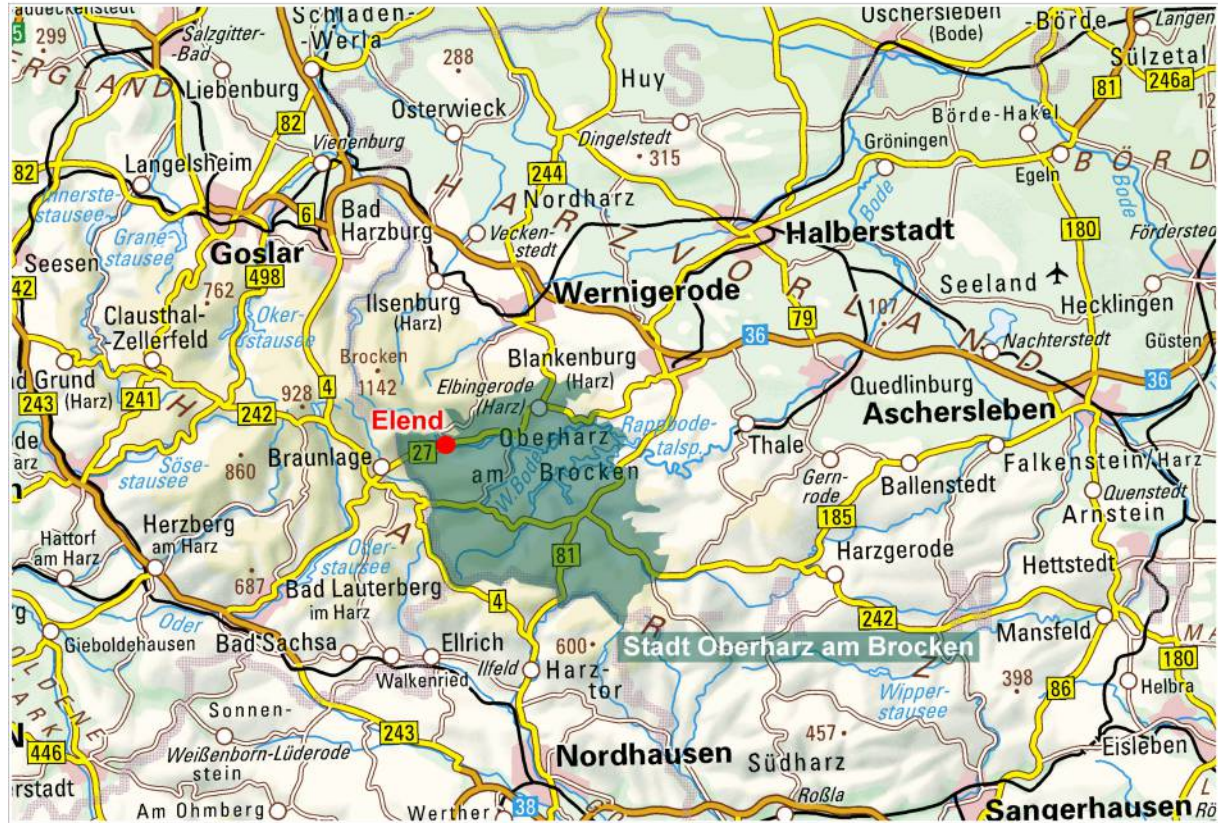 Schladen-
-Werla
Salzgitter-
-Bad
299
Liebenburg
82
288
Osterwieck
Huy
Oschersleben
(Bode)
-Börde
Langen
Sülzetal
81
246a
Vienenburg
Langelsheim
82
Dingelstedt
315
Börde-Hakel
Gröningen
Egeln
BÖRD
Innerste-
stausee
Grane-
stausee
6
Bad
Harzburg
244
Nordharz
Vecken-
stedt
HARZVORLAND
Bode
Bode
180
Seesen
Goslar
498
Halberstadt
Förderstedt
42
762
Clausthal-
-Zellerfeld
Oker-
stausee
Ilsenburg
(Harz)
Wernigerode
79
107
Seeland
Hecklingen
36
Nachterstedt
Güsten
36
Grund
(Harz)
243
241
242
928
4
Brocken
1142
Elbingerode
(Harz)
Blankenburg
(Harz)
Quedlinburg
Aschersleben
Elend
27
Oberharz
am Brocken
W.Bode
Rappbode-
talsp.
Thale
Gern-
rode
Ballenstedt
Falkenstein/Harz
Söse-
stausee
860
Braunlage
Quenstedt
Arnstein
Hattorf
am Harz
Herzberg
am Harz
687
Oder-
stausee
Bad Lauterberg
im Harz
81
185
Harzgerode
Hettstedt
4
242
Oder
Gieboldehausen
Bad Sachsa
Ellrich
Walkenried
Ilfeld
600
Harz-
tor
Stadt Oberharz am Brocken
Mansfeld
180
Helbra
GOLDENE
MARK
446
Sonnen-
stein
Weißenborn-Lüderode
243
Nordhausen
Wipper-
stausee
398
86
457
Südharz
Eisleben
Am Ohmberg
Werther
38
Roßla
Sangerhausen